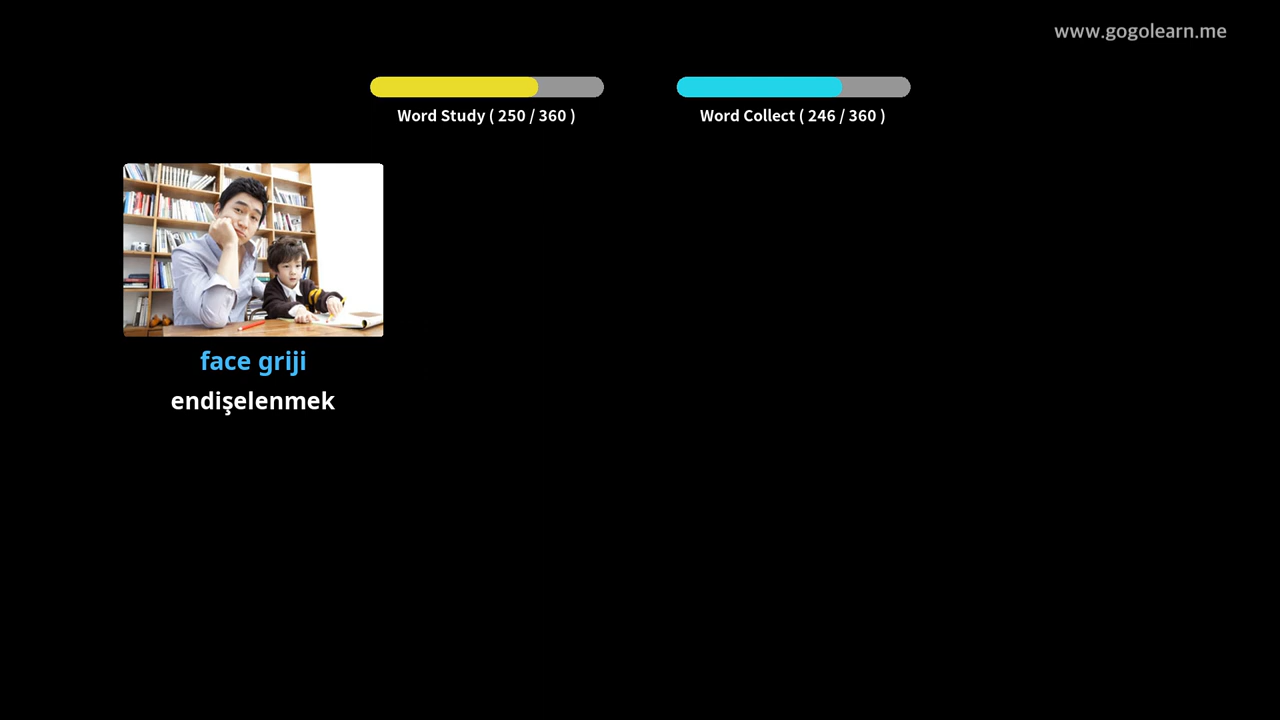 www.gogolearn.me
Word Study ( 250 / 360 )
Word Collect ( 246 / 360 )
face griji
endişelenmek